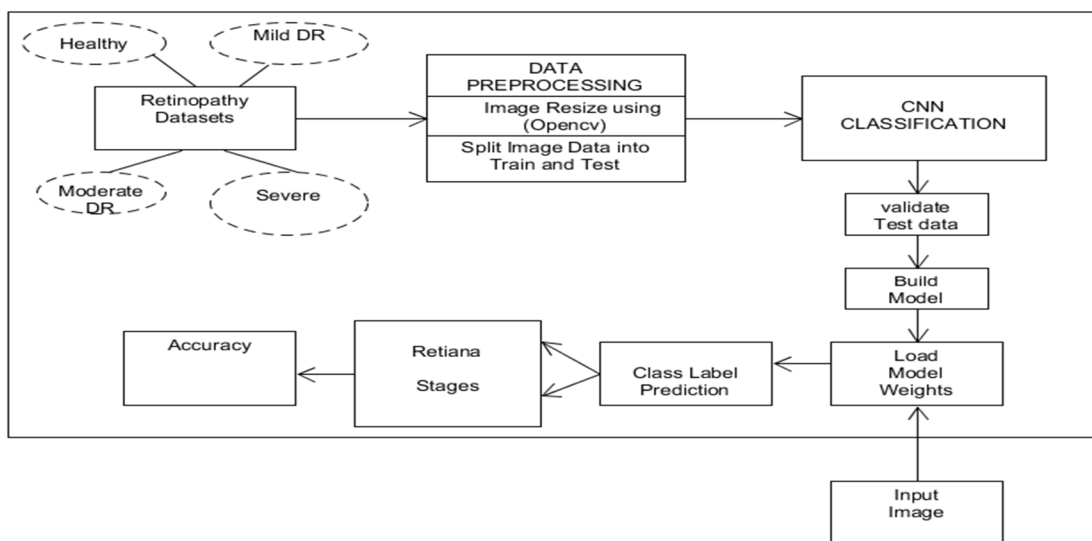 Healthy
Mild DR
Retinopathy
Datasets
Moderate
DR
Severe
DATA
PREPROCESSING
Image Resize using
(Opencv)
Split Image Data into
Train and Test
CNN
CLASSIFICATION
validate
Test data
Build
Model
Load
Model
Weights
Class Label
Prediction
Retiana
Stages
Accuracy
Input
Image